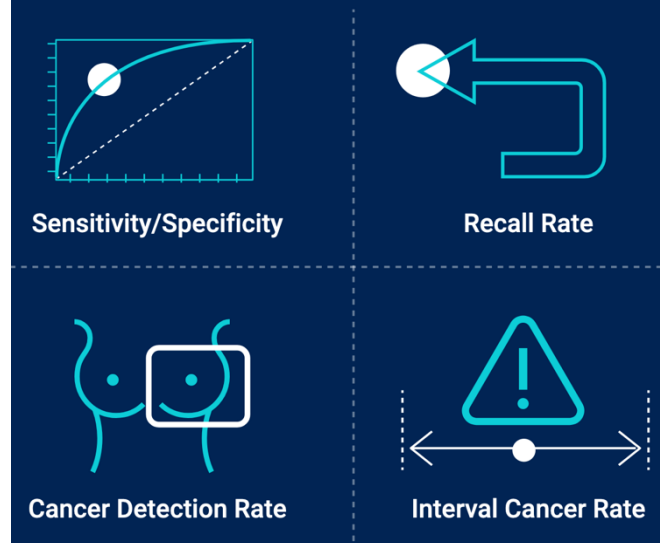 Sensitivity/Specificity
Recall Rate
Cancer Detection Rate
Interval Cancer Rate